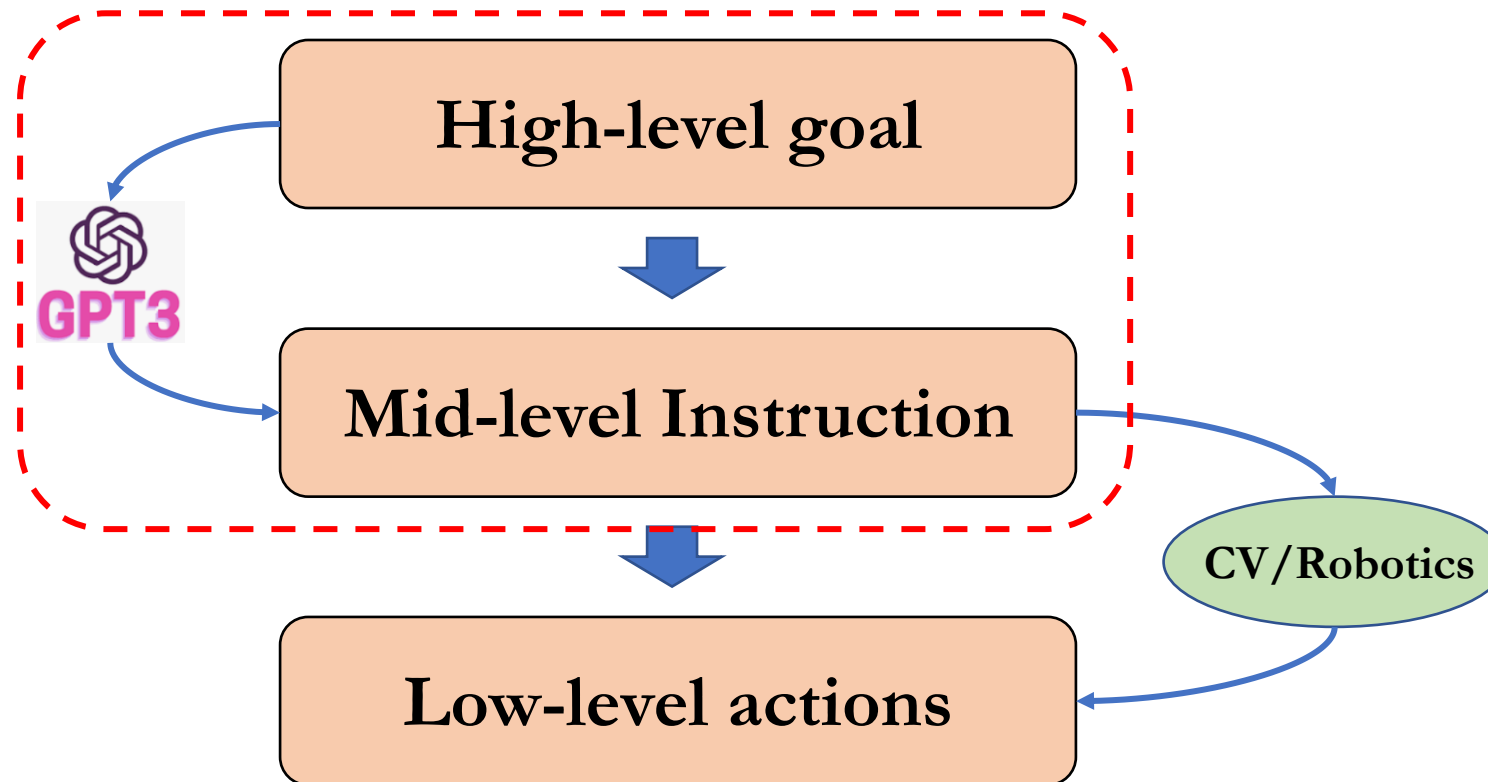 High-level goal
GPT3
Mid-level Instruction
CV/Robotics
Low-level actions